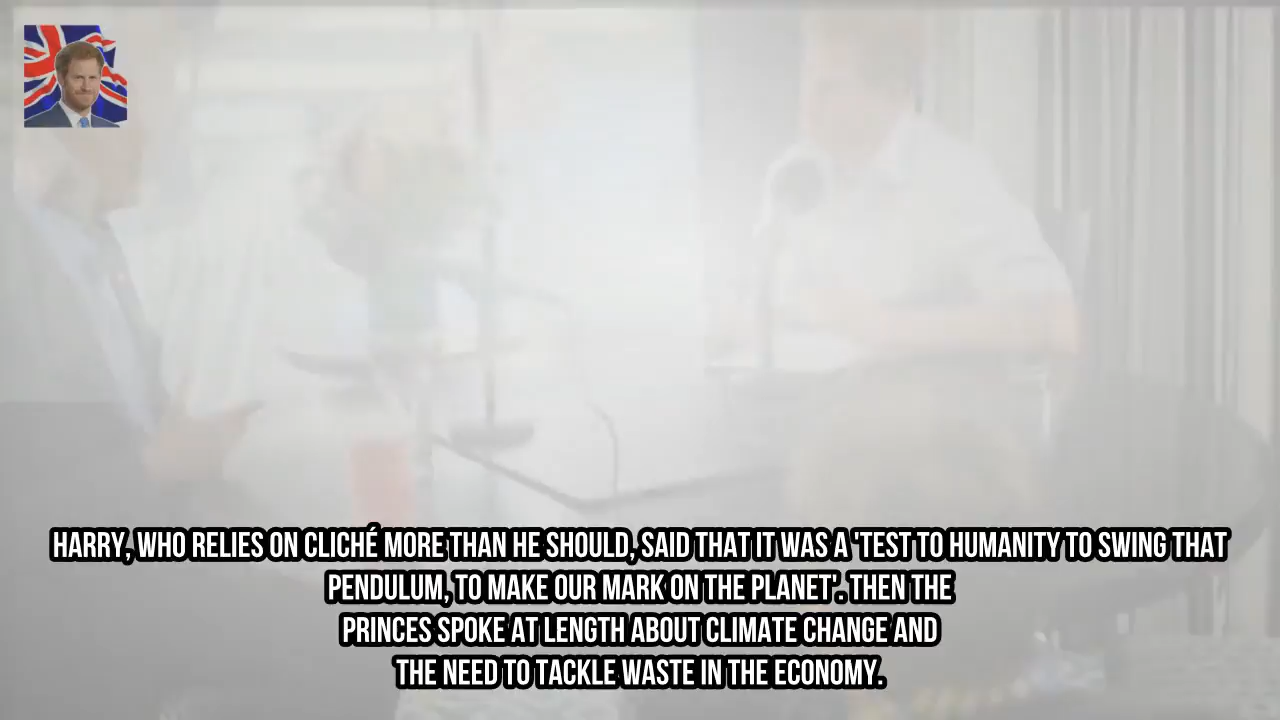 HARRY, WHO RELIES ON CLICHÉ MORE THAN HE SHOULD, SAID THAT IT WAS A 'TEST TO HUMANITY TO SWING THAT
PENDULUM, TO MAKE OUR MARK ON THE PLANET'. THEN THE
PRINCES SPOKE AT LENGTH ABOUT CLIMATE CHANGE AND
THE NEED TO TACKLE WASTE IN THE ECONOMY.